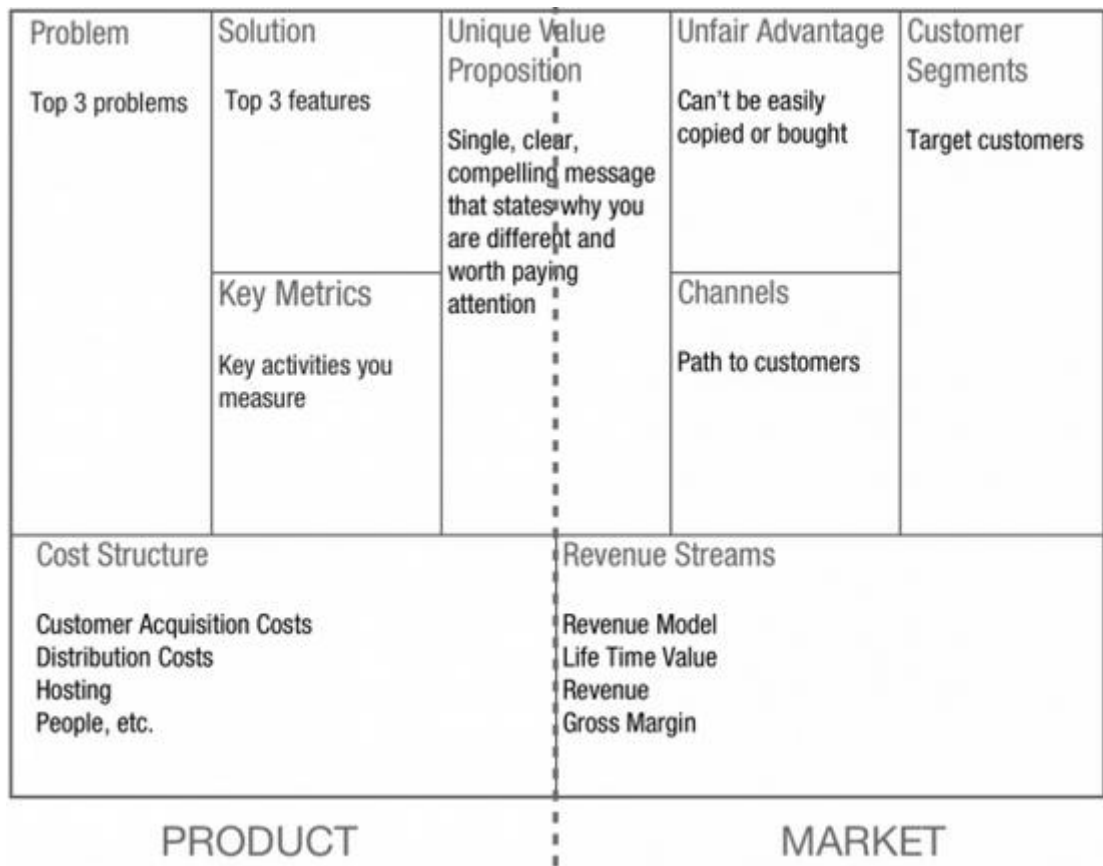 Problem
Top 3 problems
Solution
Top 3 features
Key Metrics
Key activities you
measure
Unique Value
Proposition
Single, clear,
compelling message
that states why you
are different and
worth paying
attention
Unfair Advantage
Can't be easily
copied or bought
Channels
Path to customers
Customer
Segments
Target customers
Cost Structure
Customer Acquisition Costs
Distribution Costs
Hosting
People, etc.
Revenue Streams
Revenue Model
Life Time Value
Revenue
Gross Margin
PRODUCT
MARKET